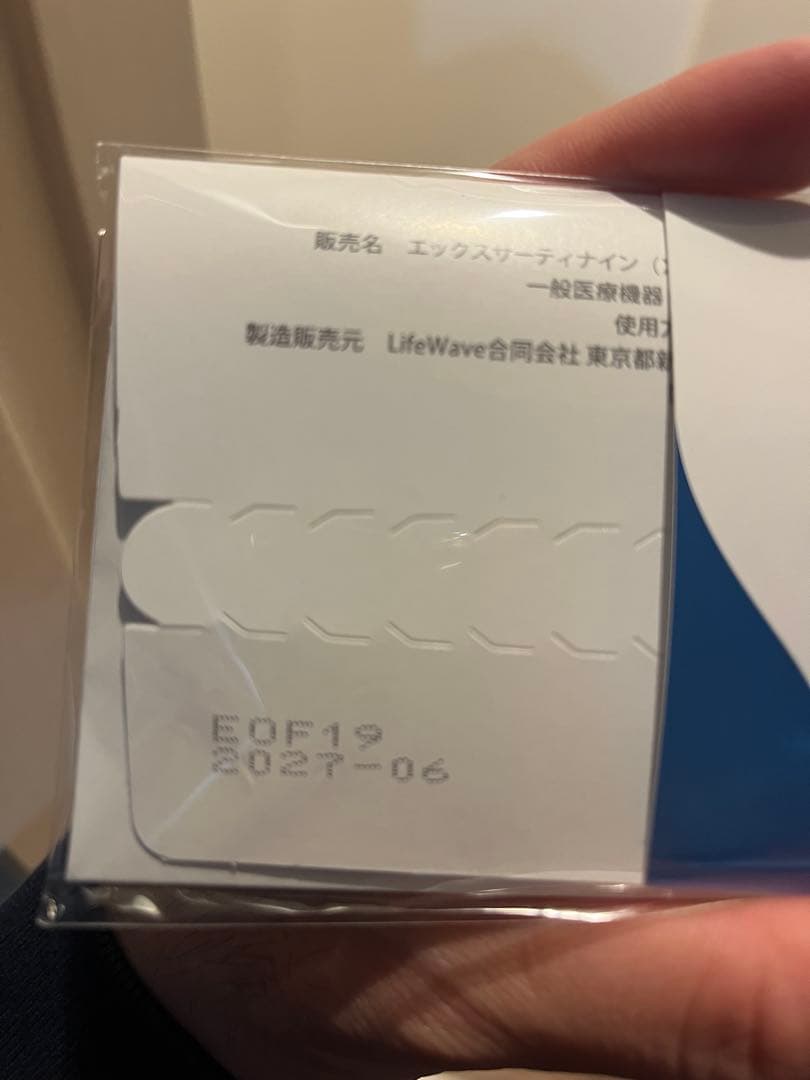 販売名 エックスサーティナイン（
一般医療機器
使用
製造販売元 LifeWave合同会社 東京都新
EOF19
2027-06